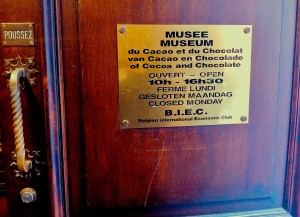 POUSSEZ
MUSEE
MUSEUM
du Cacao et du Chocolat
van Cacao en Chocolade
of Cocoa and Chocolate
OUVERT – OPEN
10h - 16h30
FERME LUNDI
GESLOTEN MAANDAG
CLOSED MONDAY
B.I.E.C.
Belgian International Economic Club